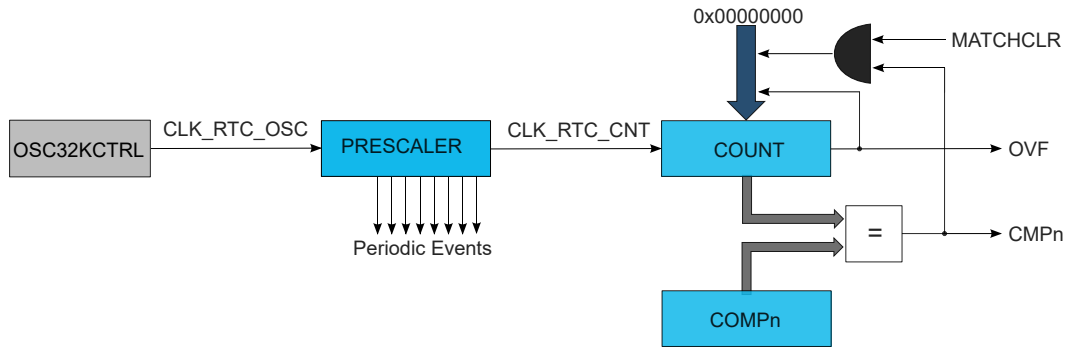 0x00000000
MATCHCLR
CLK_RTC_OSC
CLK_RTC_CNT
OSC32KCTRL
PRESCALER
COUNT
OVF
Periodic Events
=
CMPn
COMPn